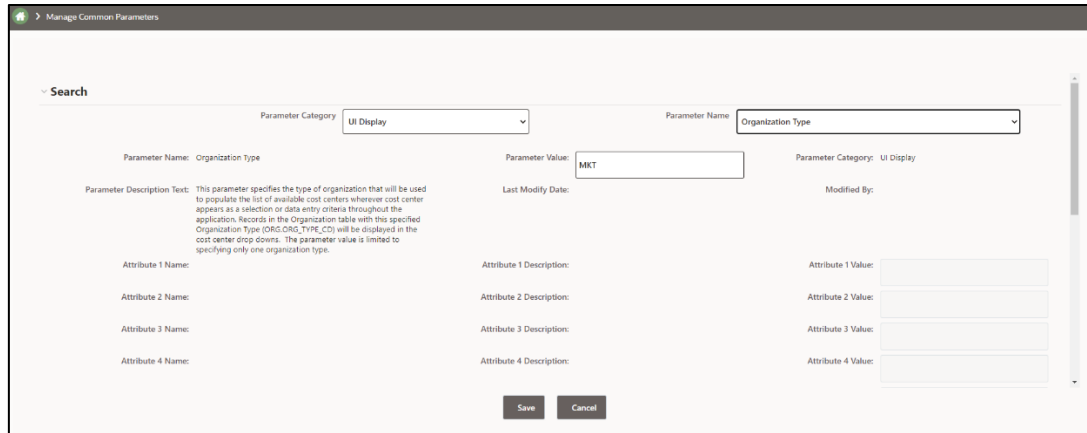 Manage Common Parameters
Search
Parameter Category UI Display Parameter Name Organization Type
Parameter Name: Organization Type Parameter Value: MKT Parameter Category: UI Display
Parameter Description Text: This parameter specifies the type of organization that will be used Last Modify Date: Modified By:
to populate the list of available cost centers wherever cost center
appears as a selection or data entry criteria throughout the
application. Records in the Organization table with this specified
Organization Type (ORG.ORG_TYPE_CD) will be displayed in the
cost center drop downs. The parameter value is limited to
specifying only one organization type.
Attribute 1 Name: Attribute 1 Description: Attribute 1 Value:
Attribute 2 Name: Attribute 2 Description: Attribute 2 Value:
Attribute 3 Name: Attribute 3 Description: Attribute 3 Value:
Attribute 4 Name: Attribute 4 Description: Attribute 4 Value:
Save Cancel